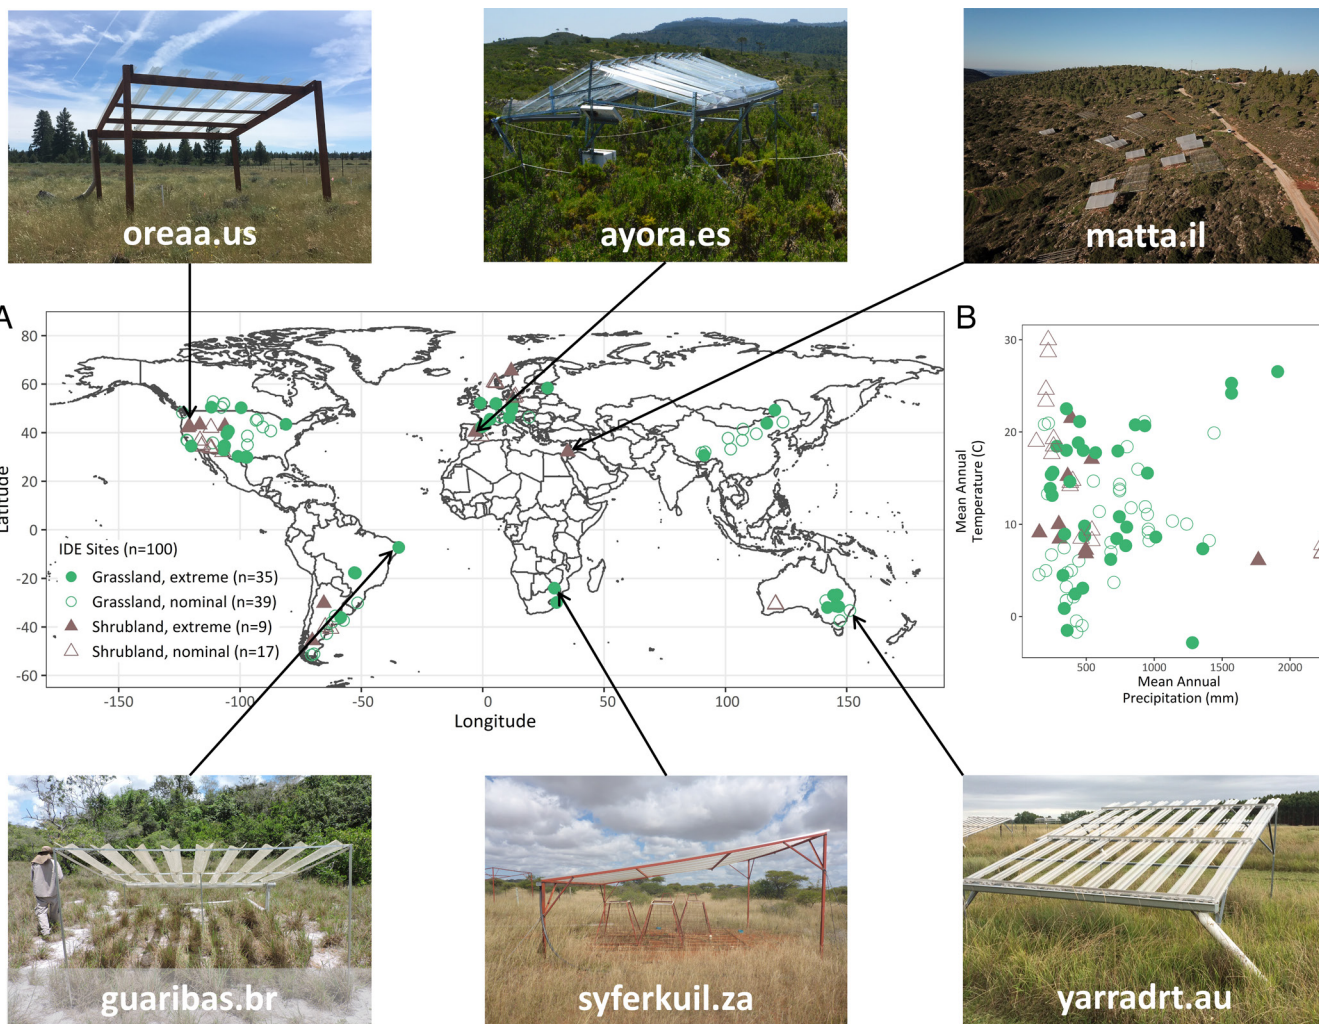 oreaa.us
ayora.es
matta.il
A
B
80
60
40
20
0
-20
-40
-60
Latitude
IDE Sites (n=100)
Grassland, extreme (n=35)
Grassland, nominal (n=39)
Shrubland, extreme (n=9)
Shrubland, nominal (n=17)
-150
-100
-50
0
50
100
150
Longitude
30
20
10
0
Mean Annual
Temperature (C)
500
1000
1500
2000
Mean Annual
Precipitation (mm)
guaribas.br
syferkuil.za
yarradrt.au